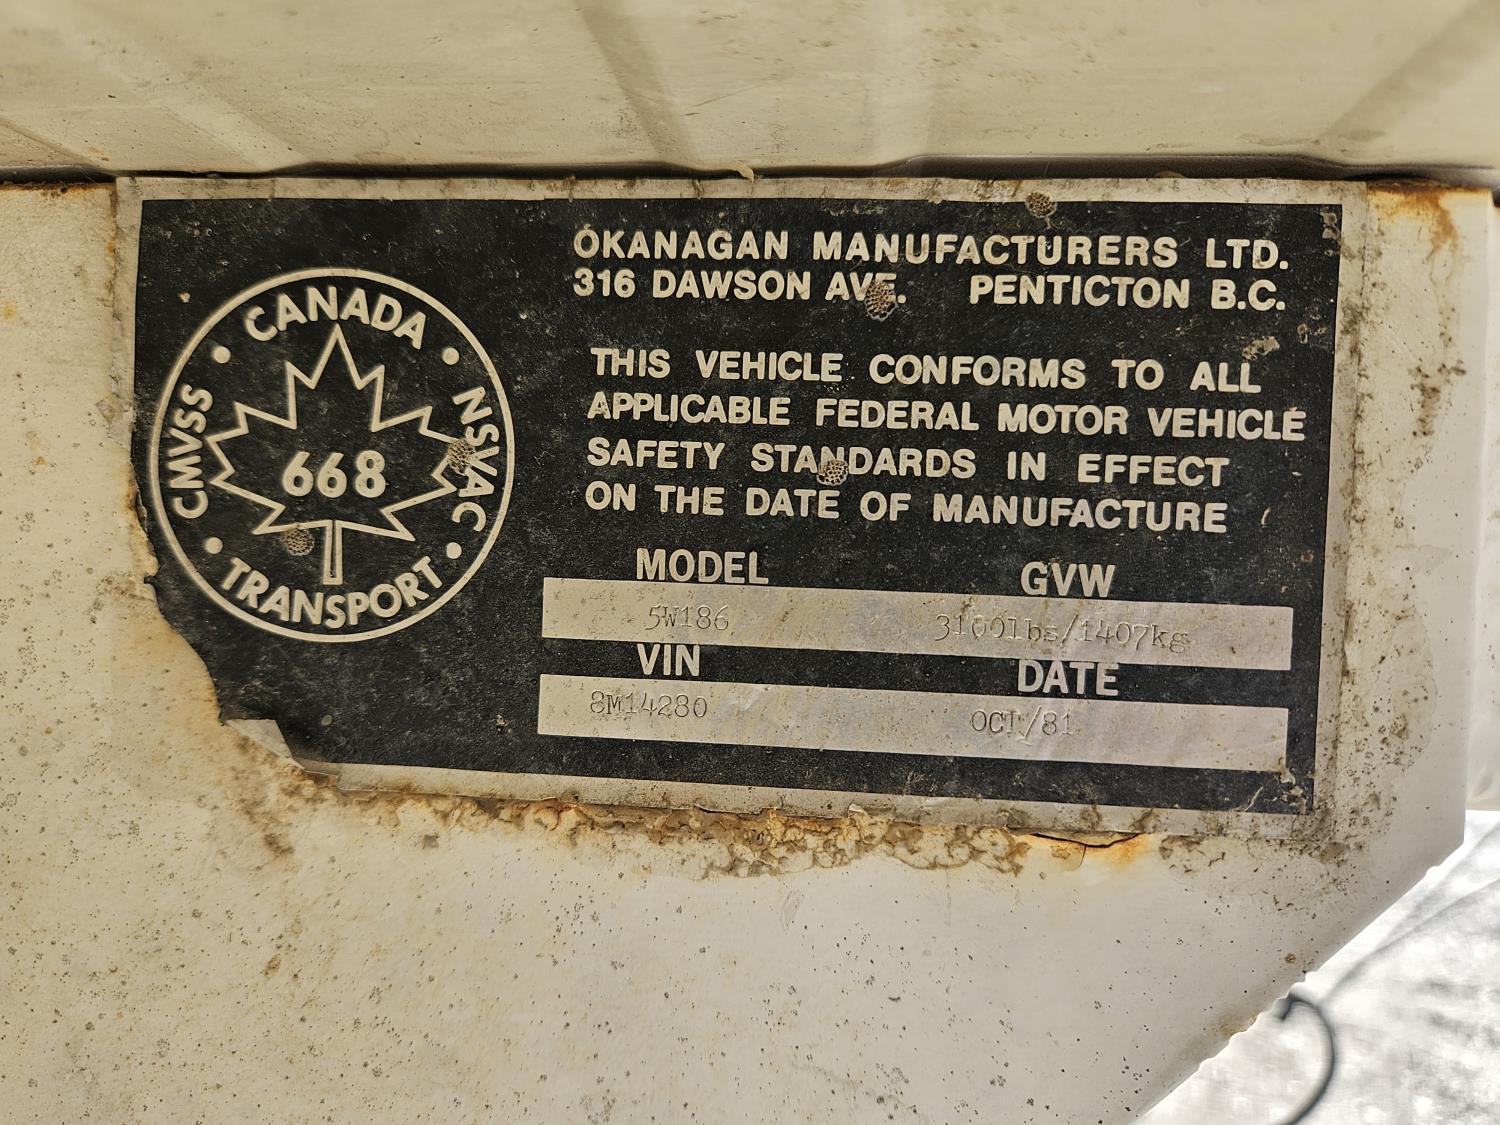 OKANAGAN MANUFACTURERS LTD.
316 DAWSON AVE. PENTICTON B.C.
CANADA
CMVSS
NSVAC
668
TRANSPORT
THIS VEHICLE CONFORMS TO ALL
APPLICABLE FEDERAL MOTOR VEHICLE
SAFETY STANDARDS IN EFFECT
ON THE DATE OF MANUFACTURE
MODEL GVW
5W186 3100lbs/1407kg
VIN DATE
8M14280 OCT/81